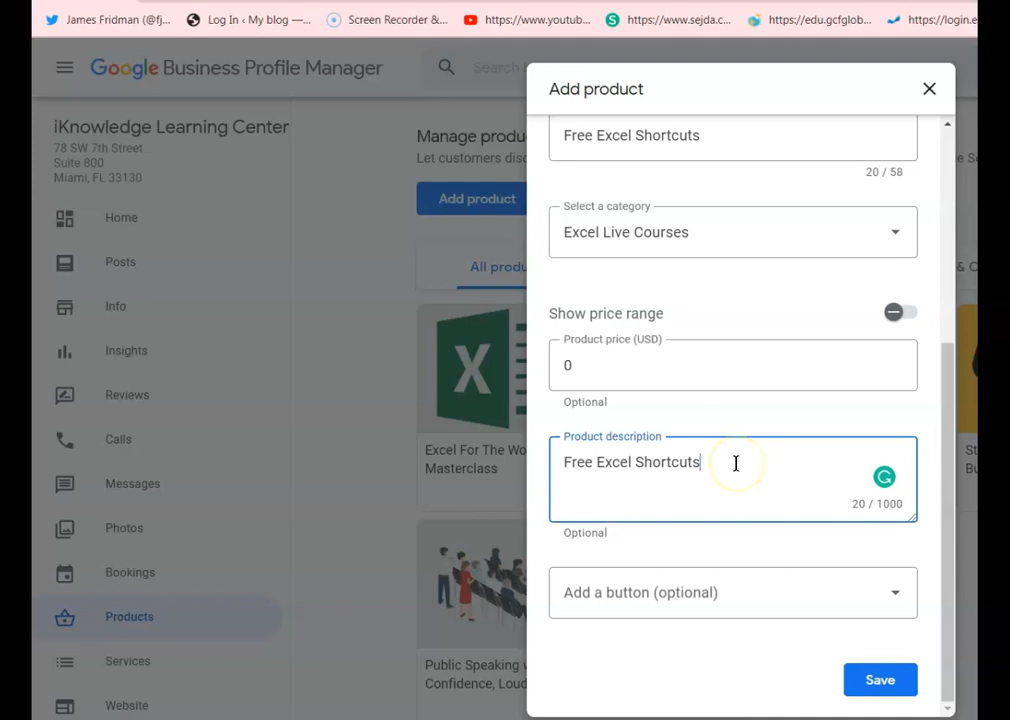 James Fridman (@fj...
Log In ‹ My blog —...
Screen Recorder &...
https://www.youtub...
https://www.sejda.c...
https://edu.gcfglob...
https://login.e
Google Business Profile Manager
Search
iKnowledge Learning Center
78 SW 7th Street
Suite 800
Miami, FL 33130
Home
Posts
Info
Insights
Reviews
Calls
Messages
Photos
Bookings
Products
Services
Website
Manage produ
Let customers disc
Add product
All produ
& C
Excel For The Wo
Masterclass
Public Speaking w
Confidence, Loud
Add product
Free Excel Shortcuts
20 / 58
Select a category
Excel Live Courses
Show price range
Product price (USD)
0
Optional
Product description
Free Excel Shortcuts
20 / 1000
Optional
Add a button (optional)
Save